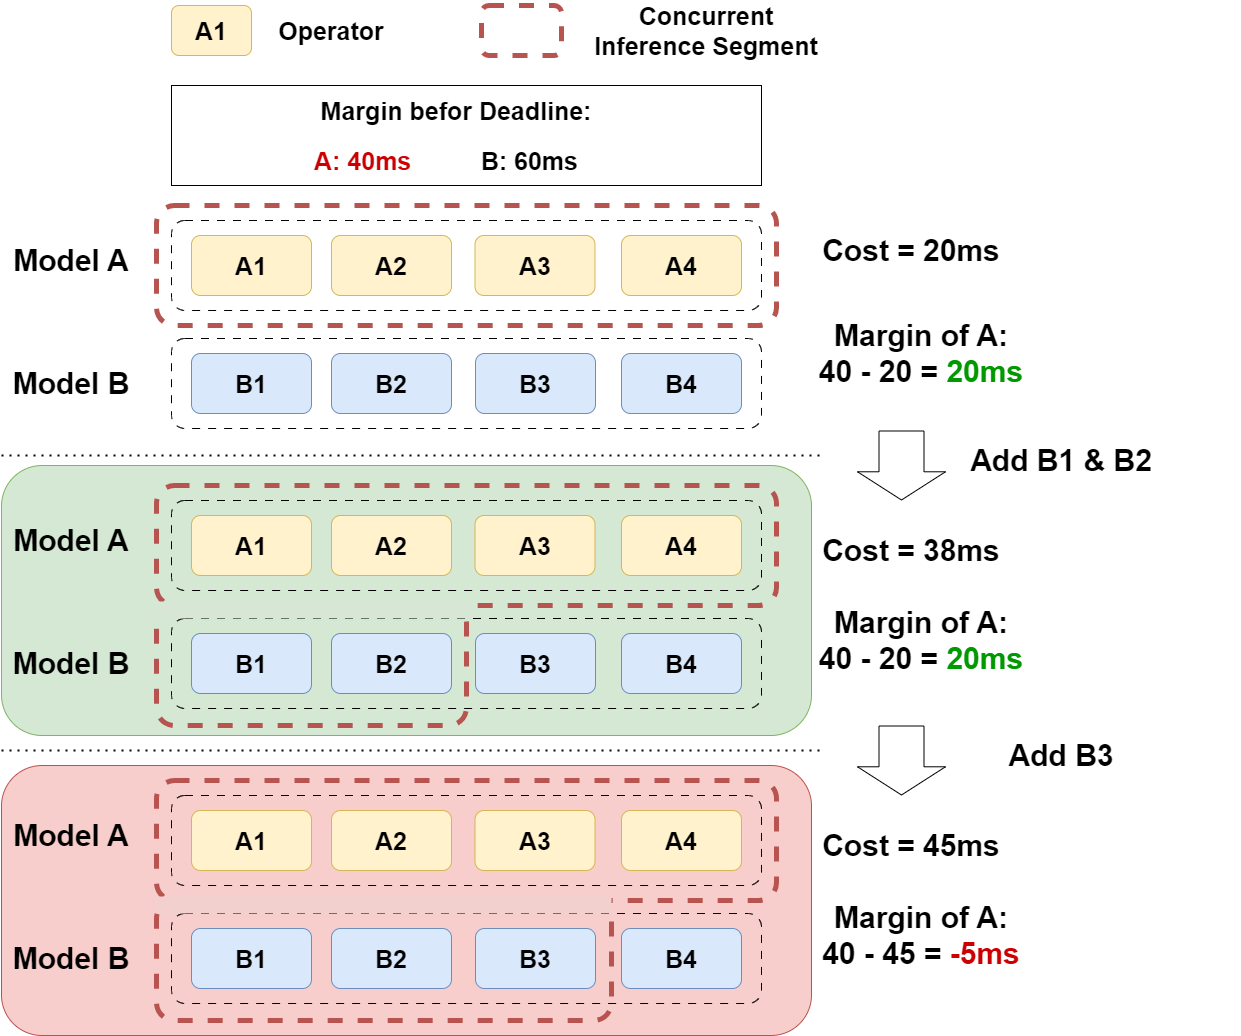 A1 Operator
Concurrent
Inference Segment
Margin befor Deadline:
A: 40ms B: 60ms
Model A A1 A2 A3 A4 Cost = 20ms
Margin of A:
40 - 20 = 20ms
Model B B1 B2 B3 B4
Add B1 & B2
Model A A1 A2 A3 A4 Cost = 38ms
Margin of A:
40 - 20 = 20ms
Model B B1 B2 B3 B4
Add B3
Model A A1 A2 A3 A4 Cost = 45ms
Margin of A:
40 - 45 = -5ms
Model B B1 B2 B3 B4